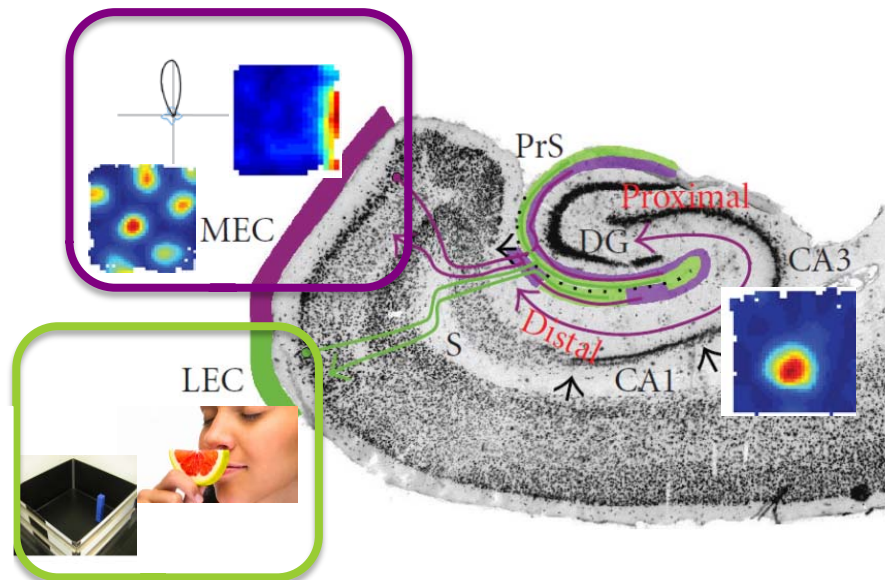 PrS
Proximal
MEC
DG
CA3
Distal
S
LEC
CA1